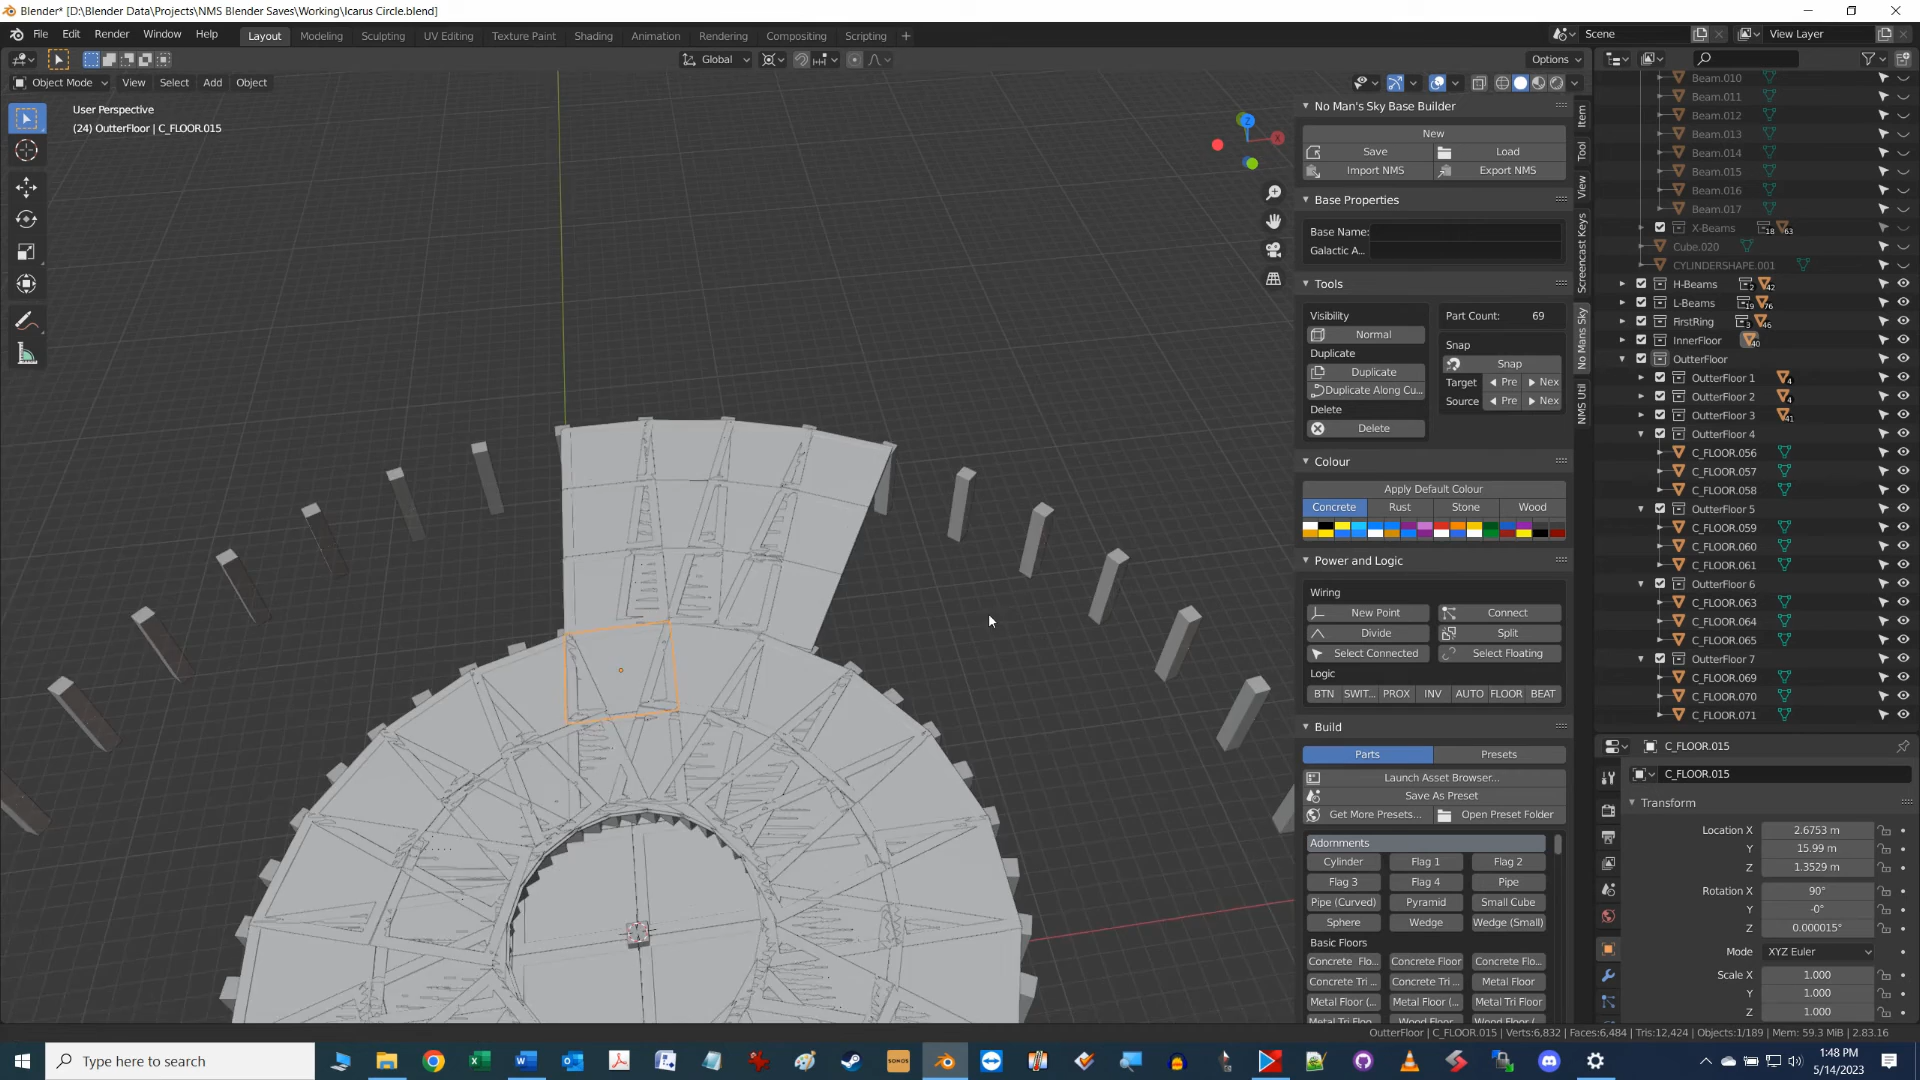 Blender* [D:\Blender Data\Projects\NMS Blender Saves\Working\Icarus Circle.blend]
File Edit Render Window Help Layout Modeling Sculpting UV Editing Texture Paint Shading Animation Rendering Compositing Scripting + Scene View Layer
Global Options
Object Mode View Select Add Object
User Perspective
(24) OutterFloor | C_FLOOR.015
No Man's Sky Base Builder
New
Save Load
Import NMS Export NMS
Base Properties
Base Name:
Galactic A...
Tools
Visibility Part Count: 69
Normal
Snap
Duplicate Snap
Duplicate Target Pre Nex
Duplicate Along Cu... Source Pre Nex
Delete
Delete
Colour
Apply Default Colour
Concrete Rust Stone Wood
Power and Logic
Wiring
New Point Connect
Divide Split
Select Connected Select Floating
Logic
BTN SWIT... PROX INV AUTO FLOOR BEAT
Build
Parts Presets
Launch Asset Browser...
Save As Preset
Get More Presets... Open Preset Folder
Adornments
Cylinder Flag 1 Flag 2
Flag 3 Flag 4 Pipe
Pipe (Curved) Pyramid Small Cube
Sphere Wedge Wedge (Small)
Basic Floors
Concrete Flo... Concrete Floor Concrete Flo...
Concrete Tri ... Concrete Tri ... Metal Floor
Metal Floor (... Metal Floor (... Metal Tri Floor
Item
Tool
View
Screencast Keys
No Mans Sky
NMS Util
Beam.010
Beam.011
Beam.012
Beam.013
Beam.014
Beam.015
Beam.016
Beam.017
X-Beams 18 63
Cube.020
CYLINDERSHAPE.001
H-Beams 2 42
L-Beams 19 76
FirstRing 3 46
InnerFloor 40
OutterFloor
OutterFloor 1 4
OutterFloor 2 4
OutterFloor 3 41
OutterFloor 4
C_FLOOR.056
C_FLOOR.057
C_FLOOR.058
OutterFloor 5
C_FLOOR.059
C_FLOOR.060
C_FLOOR.061
OutterFloor 6
C_FLOOR.063
C_FLOOR.064
C_FLOOR.065
OutterFloor 7
C_FLOOR.069
C_FLOOR.070
C_FLOOR.071
C_FLOOR.015
C_FLOOR.015
Transform
Location X 2.6753 m
Y 15.99 m
Z 1.3529 m
Rotation X 90°
Y -0°
Z 0.000015°
Mode XYZ Euler
Scale X 1.000
Y 1.000
Z 1.000
OutterFloor | C_FLOOR.015 | Verts:6,832 | Faces:6,484 | Tris:12,424 | Objects:1/189 | Mem: 59.3 MiB | 2.83.16
Type here to search
SONOS
1:48 PM
5/14/2023